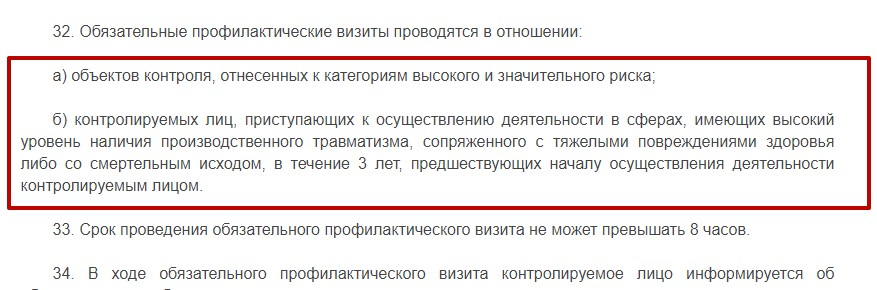 32. Обязательные профилактические визиты проводятся в отношении:
а) объектов контроля, отнесенных к категориям высокого и значительного риска;
б) контролируемых лиц, приступающих к осуществлению деятельности в сферах, имеющих высокий
уровень наличия производственного травматизма, сопряженного с тяжелыми повреждениями здоровья
либо со смертельным исходом, в течение 3 лет, предшествующих началу осуществления деятельности
контролируемым лицом.
33. Срок проведения обязательного профилактического визита не может превышать 8 часов.
34. В ходе обязательного профилактического визита контролируемое лицо информируется об